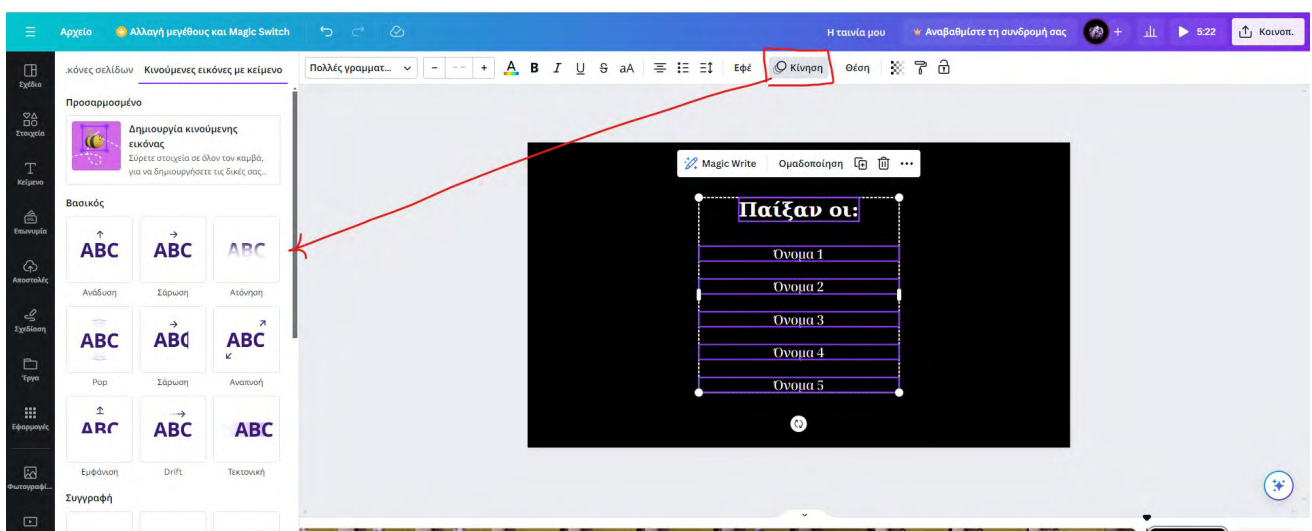 Αρχείο
Αλλαγή μεγέθους και Magic Switch
Η ταινία μου
Αναβαθμίστε τη συνδρομή σας
+
5:22
Κοινοπ.
Σχέδιο
Στοιχεία
Κείμενο
Επωνυμία
Αποστολές
Σχεδίαση
Έργα
Εφαρμογές
Φωτογραφί...
.κόνες σελίδων
Κινούμενες εικόνες με κείμενο
Προσαρμοσμένο
Δημιουργία κινούμενης
εικόνας
Σύρετε στοιχεία σε όλον τον καμβά,
για να δημιουργήσετε τις δικές σας...
Βασικός
ABC
ABC
ABC
Ανάδυση
Σάρωση
Ατόνηση
ABC
ABC
ABC
Pop
Σάρωση
Αναπνοή
ABC
ABC
ABC
Εμφάνιση
Drift
Τεκτονική
Συγγραφή
Πολλές γραμματ...
- -- +
A B I U S aA
Εφέ
Κίνηση
Θέση
Magic Write
Ομαδοποίηση
Παίξαν οι:
Όνομα 1
Όνομα 2
Όνομα 3
Όνομα 4
Όνομα 5